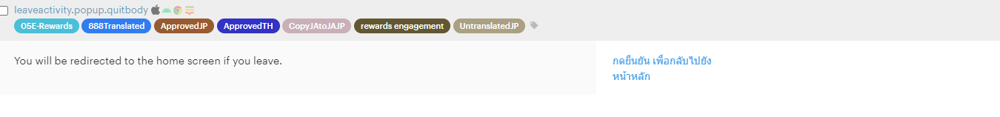 leaveactivity.popup.quitbody
05E-Rewards 888Translated ApprovedJP ApprovedTH CopyJAtoJAJP rewards engagement UntranslatedJP
You will be redirected to the home screen if you leave.
กดยืนยัน เพื่อกลับไปยัง
หน้าหลัก